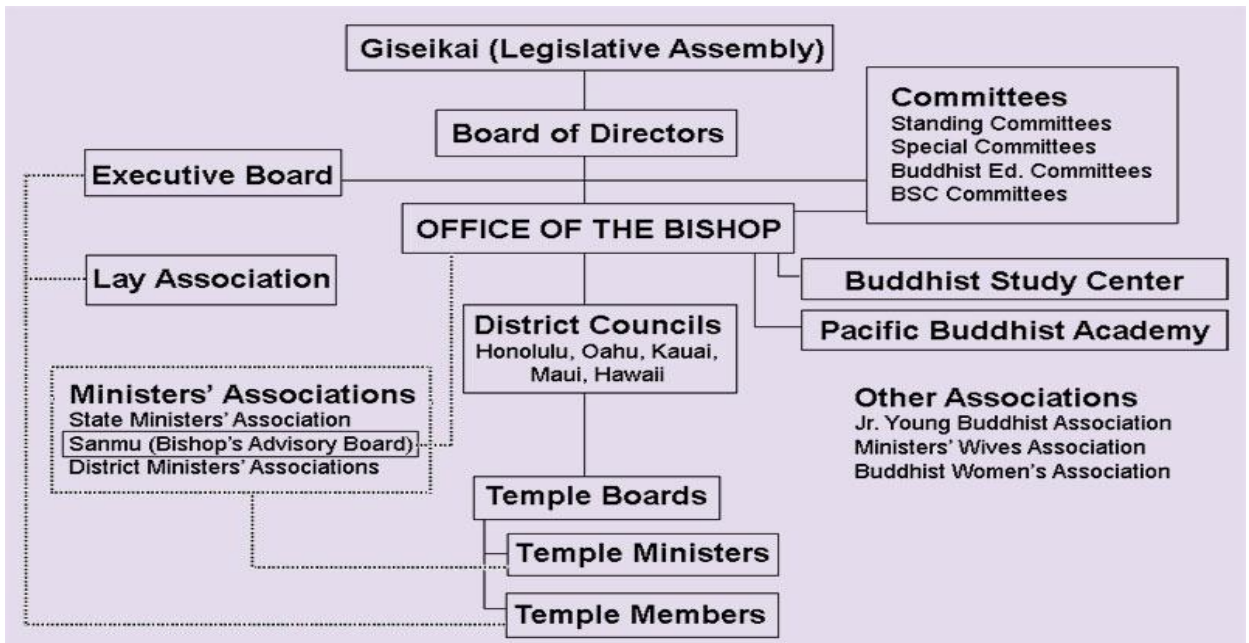 Giseikai (Legislative Assembly)
Board of Directors
Committees
Standing Committees
Special Committees
Buddhist Ed. Committees
BSC Committees
Executive Board
OFFICE OF THE BISHOP
Lay Association
Buddhist Study Center
Pacific Buddhist Academy
District Councils
Honolulu, Oahu, Kauai,
Maui, Hawaii
Ministers' Associations
State Ministers' Association
Sanmu (Bishop's Advisory Board)
District Ministers' Associations
Other Associations
Jr. Young Buddhist Association
Ministers' Wives Association
Buddhist Women's Association
Temple Boards
Temple Ministers
Temple Members